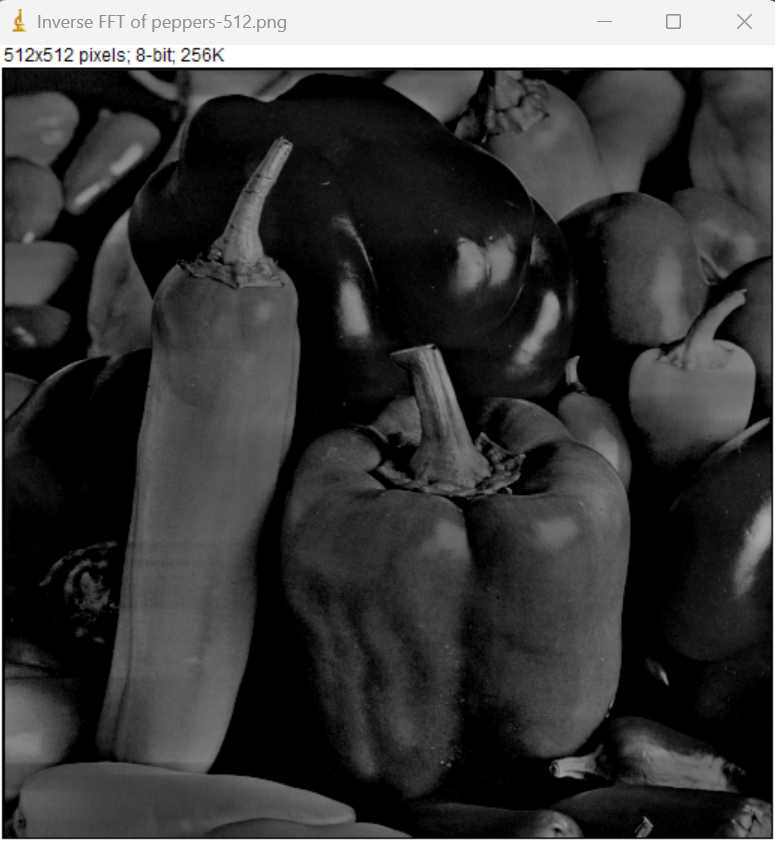 Inverse FFT of peppers-512.png
512x512 pixels; 8-bit; 256K